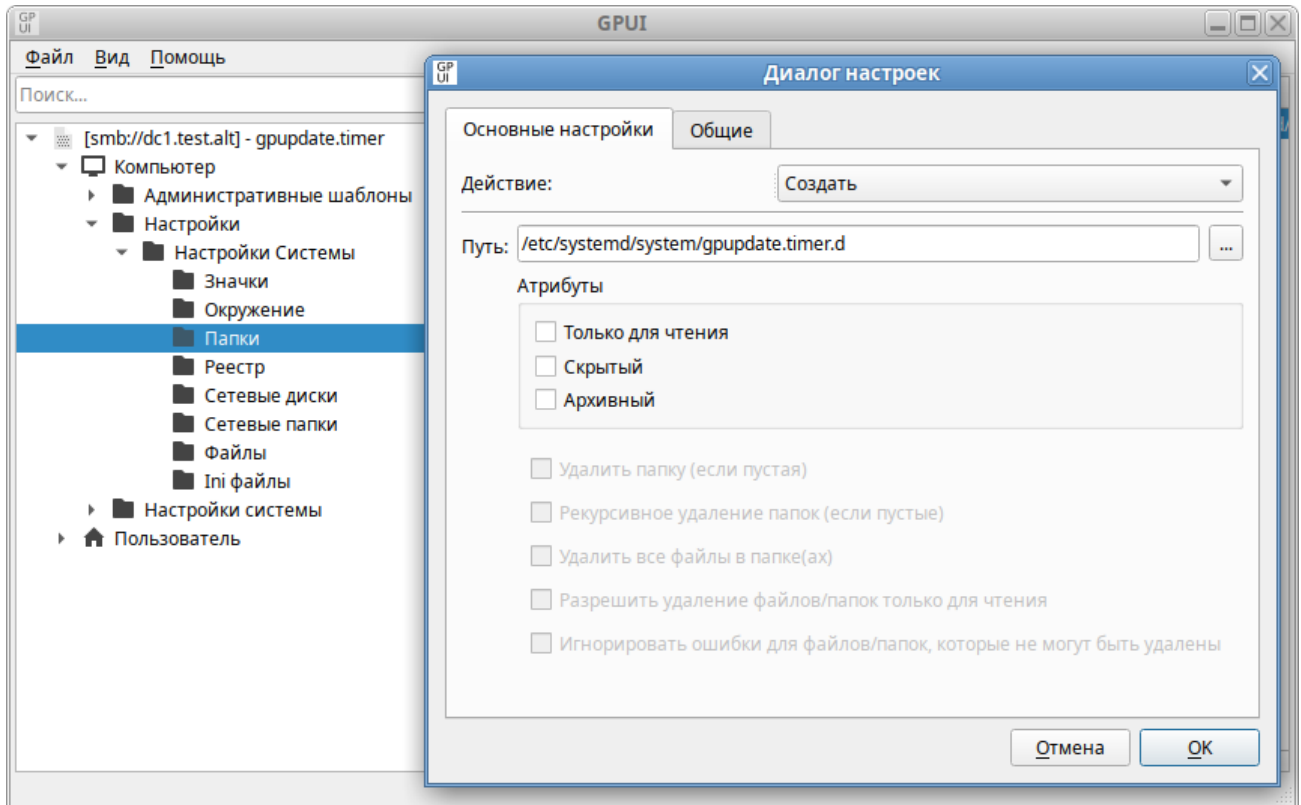 GP UI
GPUI
Файл Вид Помощь
Поиск...
[smb://dc1.test.alt] - gpupdate.timer
Компьютер
Административные шаблоны
Настройки
Настройки Системы
Значки
Окружение
Папки
Реестр
Сетевые диски
Сетевые папки
Файлы
Ini файлы
Настройки системы
Пользователь
GP UI
Диалог настроек
Основные настройки Общие
Действие: Создать
Путь: /etc/systemd/system/gpupdate.timer.d ...
Атрибуты
Только для чтения
Скрытый
Архивный
Удалить папку (если пустая)
Рекурсивное удаление папок (если пустые)
Удалить все файлы в папке(ах)
Разрешить удаление файлов/папок только для чтения
Игнорировать ошибки для файлов/папок, которые не могут быть удалены
Отмена OK